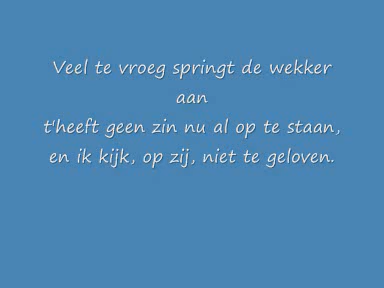 Veel te vroeg springt de wekker
aan
t'heeft geen zin nu al op te staan,
en ik kijk, op zij, niet te geloven.